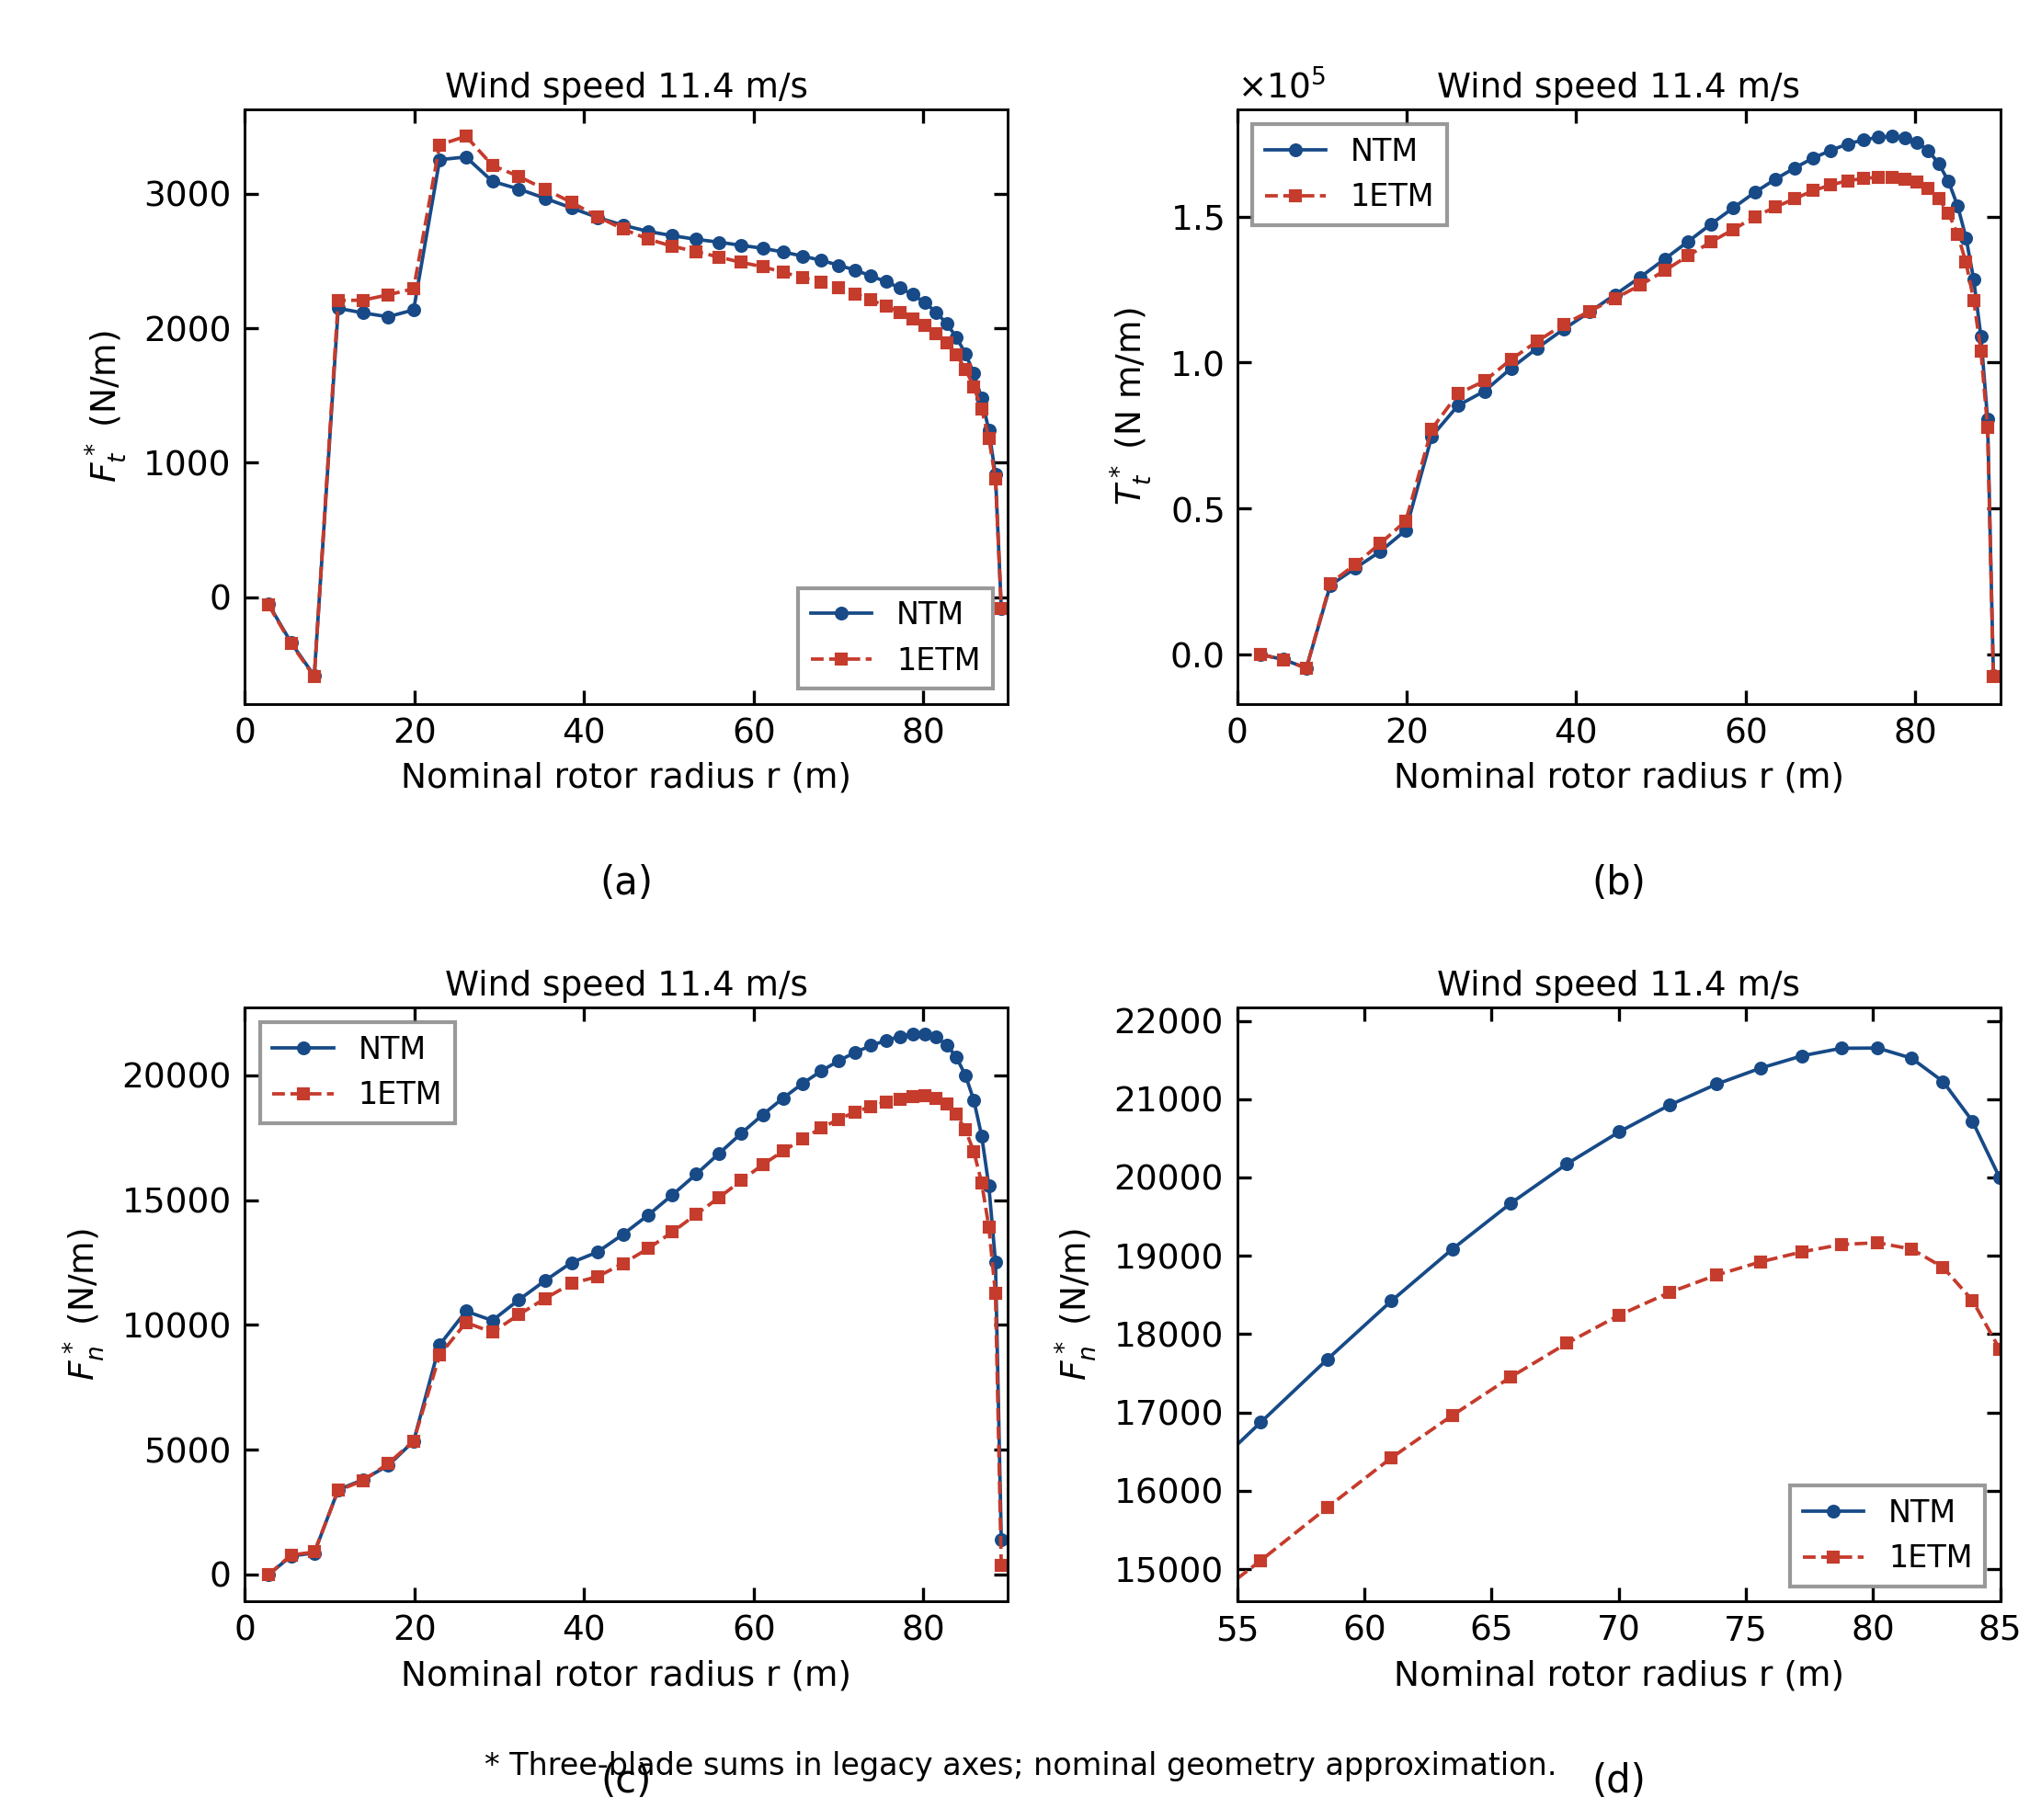 Wind speed 11.4 m/s
3000
2000
1000
0
F_t^* (N/m)
NTM
1ETM
0 20 40 60 80
Nominal rotor radius r (m)
(a)
×10^5
Wind speed 11.4 m/s
NTM
1ETM
1.5
1.0
0.5
0.0
T_t^* (N m/m)
0 20 40 60 80
Nominal rotor radius r (m)
(b)
Wind speed 11.4 m/s
NTM
1ETM
20000
15000
10000
5000
0
F_n^* (N/m)
0 20 40 60 80
Nominal rotor radius r (m)
(c)
Wind speed 11.4 m/s
22000
21000
20000
19000
18000
17000
16000
15000
F_n^* (N/m)
NTM
1ETM
55 60 65 70 75 80 85
Nominal rotor radius r (m)
(d)
* Three-blade sums in legacy axes; nominal geometry approximation.